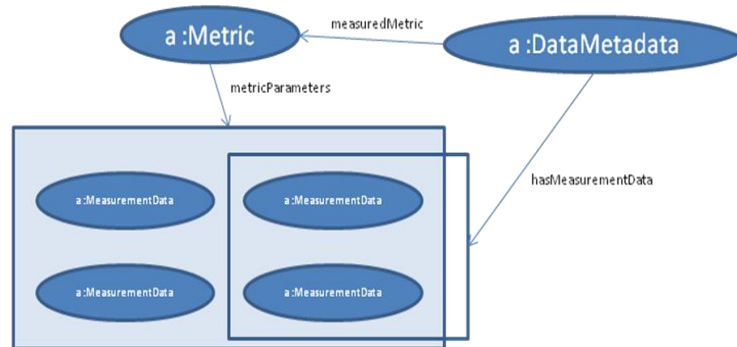 measuredMetric
a :Metric
a :DataMetadata
metricParameters
hasMeasurementData
a :MeasurementData
a :MeasurementData
a :MeasurementData
a :MeasurementData